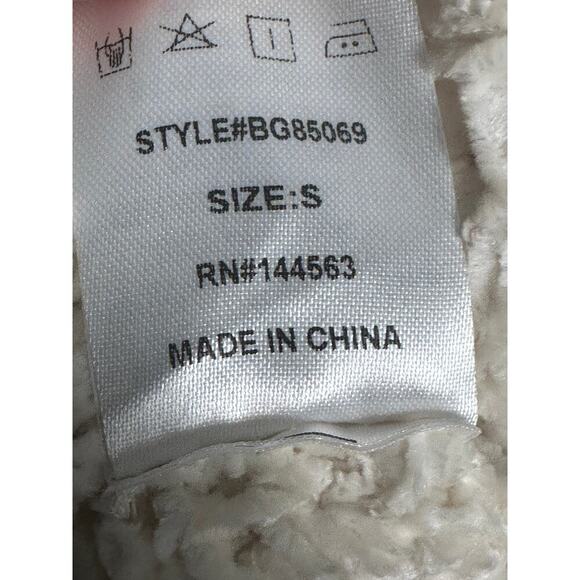 STYLE#BG85069
SIZE:S
RN#144563
MADE IN CHINA